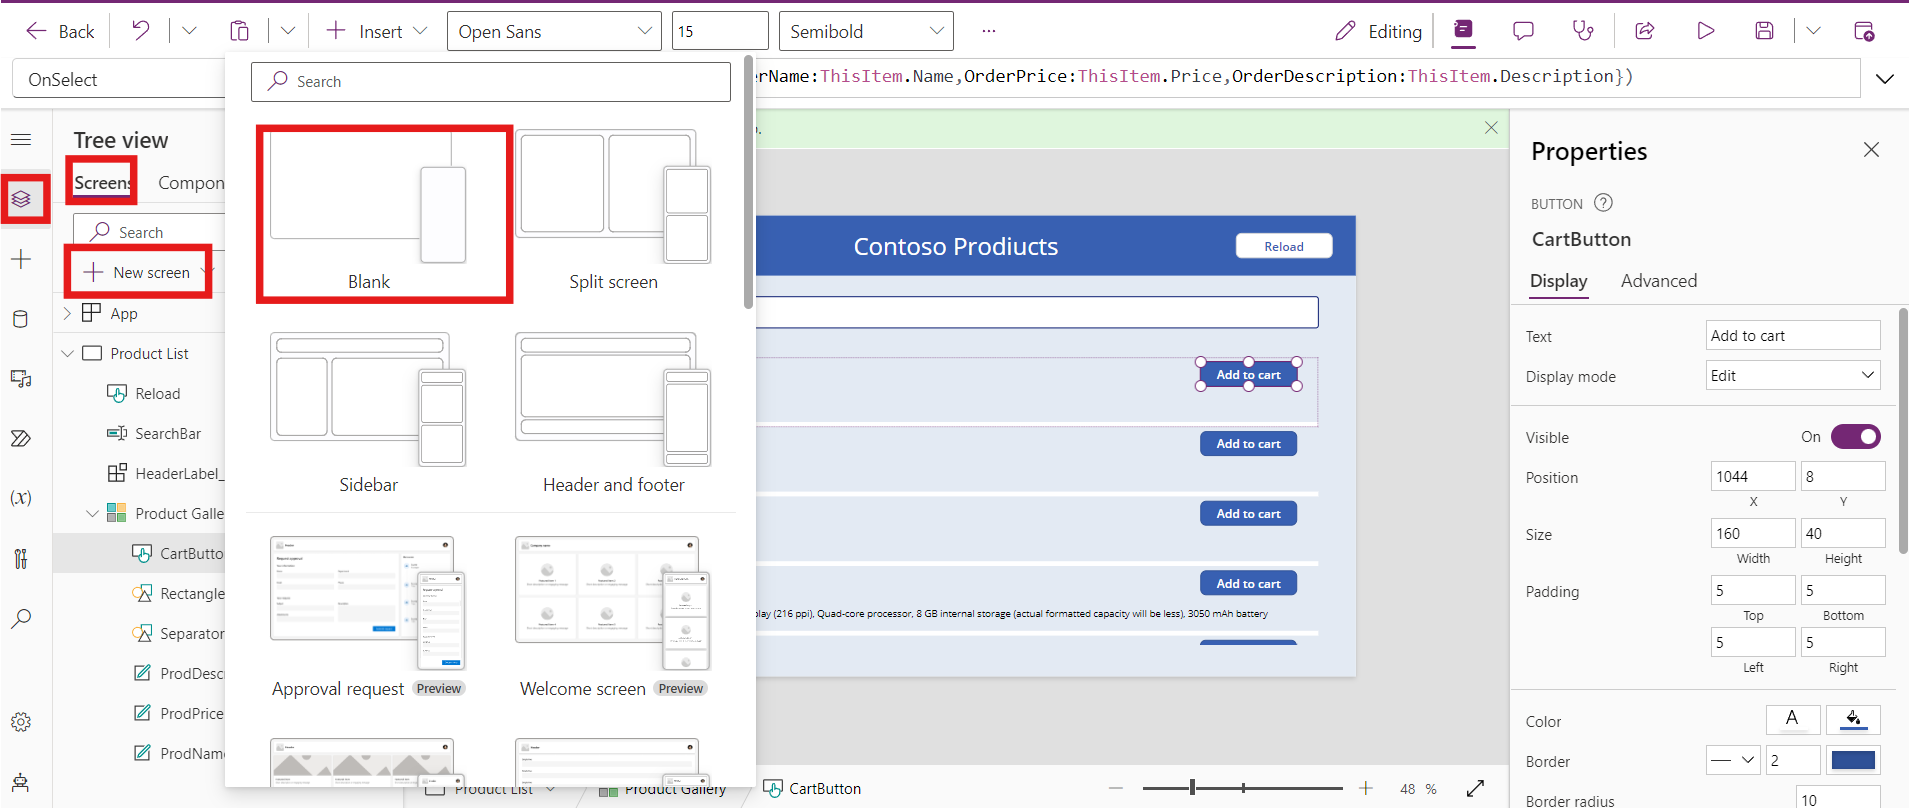 Back
Insert
Open Sans
15
Semibold
...
Editing
OnSelect
erName:ThisItem.Name,OrderPrice:ThisItem.Price,OrderDescription:ThisItem.Description})
Search
Tree view
Screens
Compon
Search
New screen
App
Product List
Reload
SearchBar
HeaderLabel_
Product Galle
CartButto
Rectangle
Separator
ProdDescr
ProdPrice
ProdName
Blank
Split screen
Sidebar
Header and footer
Approval request Preview
Welcome screen Preview
Contoso Prodiucts
Reload
Add to cart
Add to cart
Add to cart
Add to cart
play (216 ppi), Quad-core processor, 8 GB internal storage (actual formatted capacity will be less), 3050 mAh battery
Product List
Product Gallery
CartButton
48 %
Properties
BUTTON
CartButton
Display
Advanced
Text
Add to cart
Display mode
Edit
Visible
On
Position
1044
8
X
Y
Size
160
40
Width
Height
Padding
5
5
Top
Bottom
5
5
Left
Right
Color
A
Border
2
Border radius
10